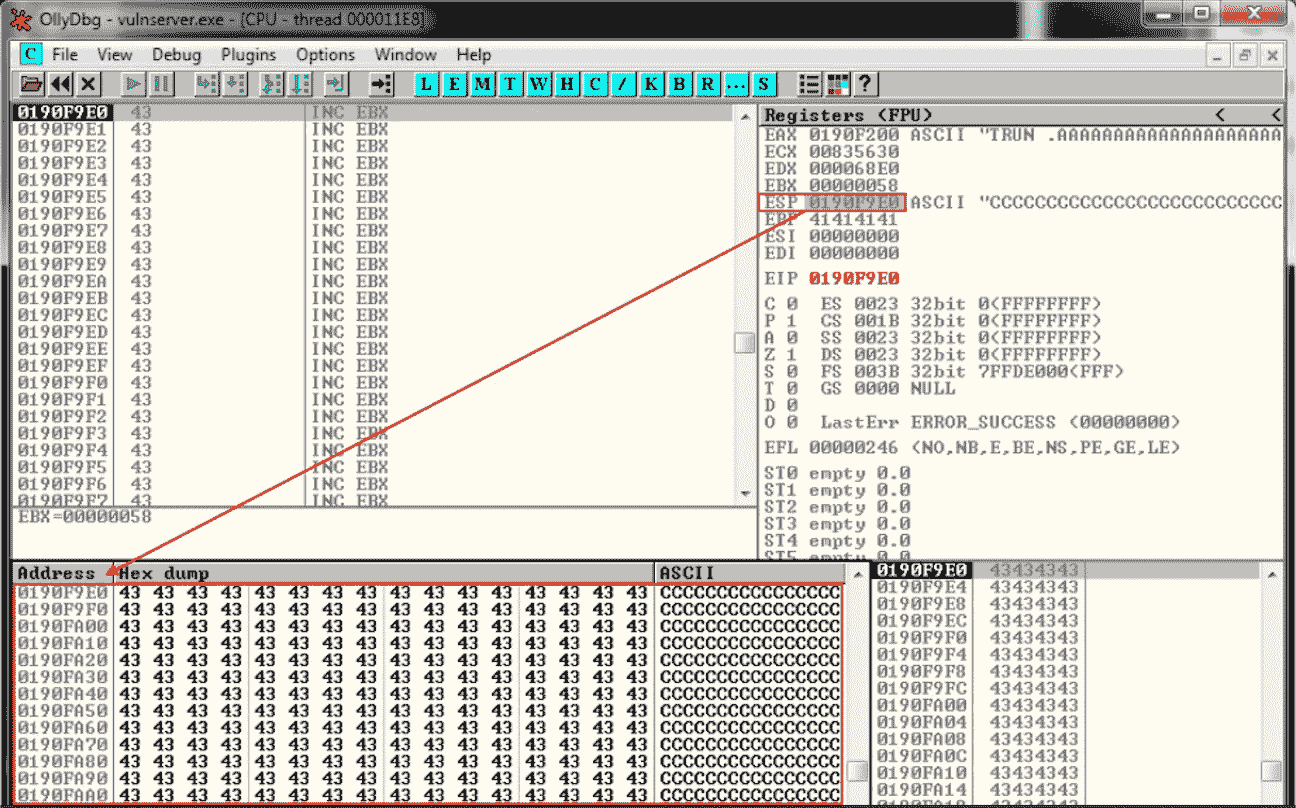 OllyDbg - vulnserver.exe - [CPU - thread 000011E8]
C File View Debug Plugins Options Window Help
L E M T W H C / K B R ... S ?
0190F9E0 43 INC EBX
0190F9E1 43 INC EBX
0190F9E2 43 INC EBX
0190F9E3 43 INC EBX
0190F9E4 43 INC EBX
0190F9E5 43 INC EBX
0190F9E6 43 INC EBX
0190F9E7 43 INC EBX
0190F9E8 43 INC EBX
0190F9E9 43 INC EBX
0190F9EA 43 INC EBX
0190F9EB 43 INC EBX
0190F9EC 43 INC EBX
0190F9ED 43 INC EBX
0190F9EE 43 INC EBX
0190F9EF 43 INC EBX
0190F9F0 43 INC EBX
0190F9F1 43 INC EBX
0190F9F2 43 INC EBX
0190F9F3 43 INC EBX
0190F9F4 43 INC EBX
0190F9F5 43 INC EBX
0190F9F6 43 INC EBX
0190F9F7 43 INC EBX
EBX=00000058
Registers (FPU) < <
EAX 0190F200 ASCII "TRUN .AAAAAAAAAAAAAAAAAAAA
ECX 00835630
EDX 000068E0
EBX 00000058
ESP 0190F9E0 ASCII "CCCCCCCCCCCCCCCCCCCCCCCCCC
EBP 41414141
ESI 00000000
EDI 00000000
EIP 0190F9E0
C 0 ES 0023 32bit 0(FFFFFFFF)
P 1 CS 001B 32bit 0(FFFFFFFF)
A 0 SS 0023 32bit 0(FFFFFFFF)
Z 1 DS 0023 32bit 0(FFFFFFFF)
S 0 FS 003B 32bit 7FFDE000(FFF)
T 0 GS 0000 NULL
D 0
O 0 LastErr ERROR_SUCCESS (00000000)
EFL 00000246 (NO,NB,E,BE,NS,PE,GE,LE)
ST0 empty 0.0
ST1 empty 0.0
ST2 empty 0.0
ST3 empty 0.0
ST4 empty 0.0
ST5 empty 0.0
Address Hex dump ASCII
0190F9E0 43 43 43 43 43 43 43 43 43 43 43 43 43 43 43 43 CCCCCCCCCCCCCCCC
0190F9F0 43 43 43 43 43 43 43 43 43 43 43 43 43 43 43 43 CCCCCCCCCCCCCCCC
0190FA00 43 43 43 43 43 43 43 43 43 43 43 43 43 43 43 43 CCCCCCCCCCCCCCCC
0190FA10 43 43 43 43 43 43 43 43 43 43 43 43 43 43 43 43 CCCCCCCCCCCCCCCC
0190FA20 43 43 43 43 43 43 43 43 43 43 43 43 43 43 43 43 CCCCCCCCCCCCCCCC
0190FA30 43 43 43 43 43 43 43 43 43 43 43 43 43 43 43 43 CCCCCCCCCCCCCCCC
0190FA40 43 43 43 43 43 43 43 43 43 43 43 43 43 43 43 43 CCCCCCCCCCCCCCCC
0190FA50 43 43 43 43 43 43 43 43 43 43 43 43 43 43 43 43 CCCCCCCCCCCCCCCC
0190FA60 43 43 43 43 43 43 43 43 43 43 43 43 43 43 43 43 CCCCCCCCCCCCCCCC
0190FA70 43 43 43 43 43 43 43 43 43 43 43 43 43 43 43 43 CCCCCCCCCCCCCCCC
0190FA80 43 43 43 43 43 43 43 43 43 43 43 43 43 43 43 43 CCCCCCCCCCCCCCCC
0190FA90 43 43 43 43 43 43 43 43 43 43 43 43 43 43 43 43 CCCCCCCCCCCCCCCC
0190FAA0 43 43 43 43 43 43 43 43 43 43 43 43 43 43 43 43 CCCCCCCCCCCCCCCC
0190F9E0 43434343
0190F9E4 43434343
0190F9E8 43434343
0190F9EC 43434343
0190F9F0 43434343
0190F9F4 43434343
0190F9F8 43434343
0190F9FC 43434343
0190FA00 43434343
0190FA04 43434343
0190FA08 43434343
0190FA0C 43434343
0190FA10 43434343
0190FA14 43434343